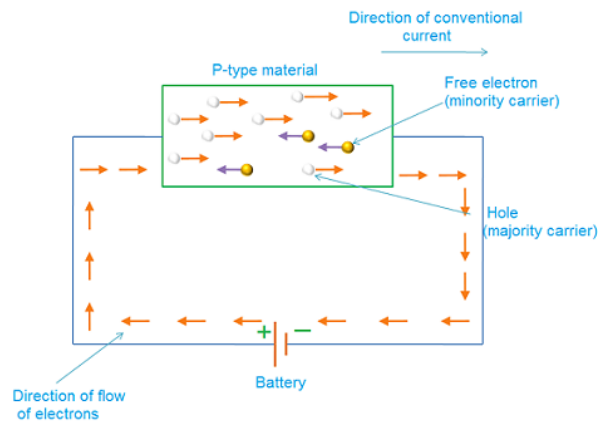 Direction of conventional
current
P-type material
Free electron
(minority carrier)
Hole
(majority carrier)
+ −
Battery
Direction of flow
of electrons